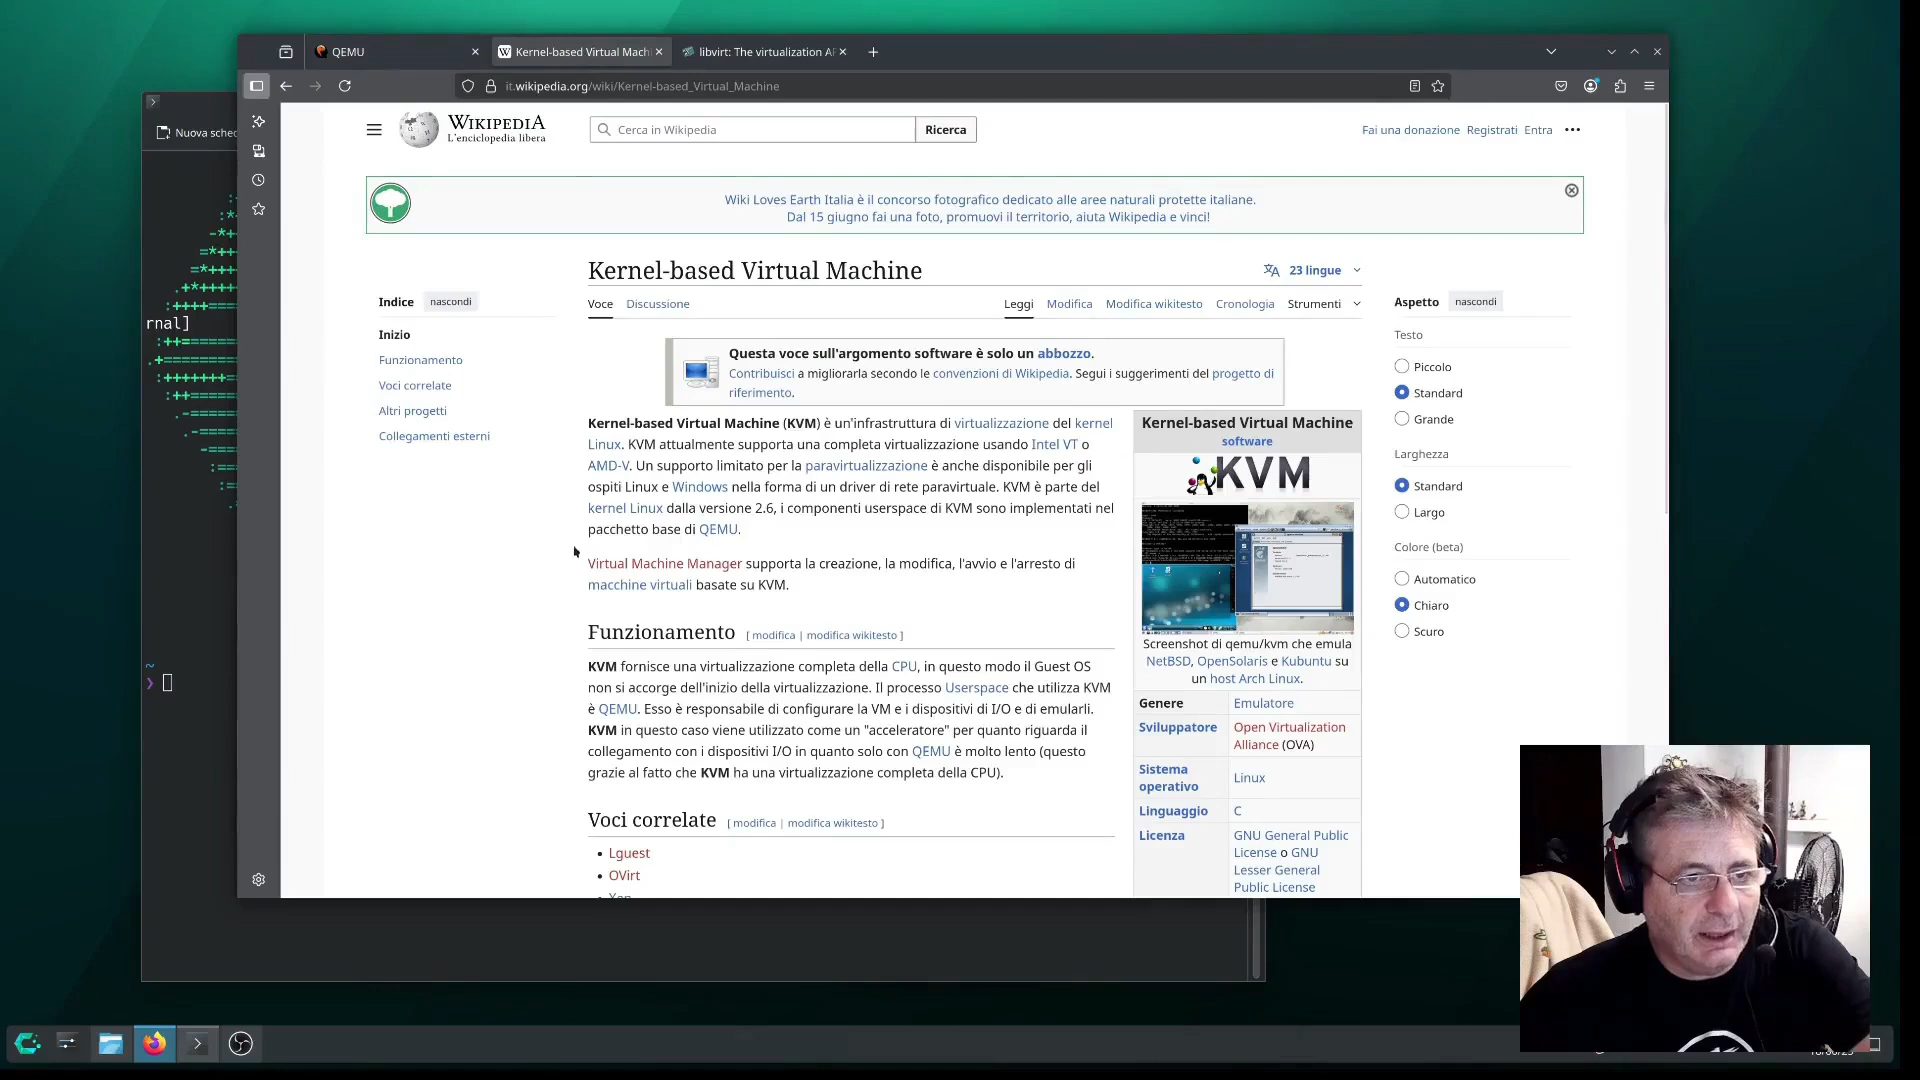 QEMU
Kernel-based Virtual Mach
libvirt: The virtualization AP
it.wikipedia.org/wiki/Kernel-based_Virtual_Machine
Nuova sched
WIKIPEDIA
L'enciclopedia libera
Cerca in Wikipedia
Ricerca
Fai una donazione
Registrati
Entra
Wiki Loves Earth Italia è il concorso fotografico dedicato alle aree naturali protette italiane.
Dal 15 giugno fai una foto, promuovi il territorio, aiuta Wikipedia e vinci!
Kernel-based Virtual Machine
23 lingue
Voce
Discussione
Leggi
Modifica
Modifica wikitesto
Cronologia
Strumenti
Indice
nascondi
Inizio
Funzionamento
Voci correlate
Altri progetti
Collegamenti esterni
rnal]
Questa voce sull'argomento software è solo un abbozzo.
Contribuisci a migliorarla secondo le convenzioni di Wikipedia. Segui i suggerimenti del progetto di
riferimento.
Kernel-based Virtual Machine (KVM) è un'infrastruttura di virtualizzazione del kernel
Linux. KVM attualmente supporta una completa virtualizzazione usando Intel VT o
AMD-V. Un supporto limitato per la paravirtualizzazione è anche disponibile per gli
ospiti Linux e Windows nella forma di un driver di rete paravirtuale. KVM è parte del
kernel Linux dalla versione 2.6, i componenti userspace di KVM sono implementati nel
pacchetto base di QEMU.
Virtual Machine Manager supporta la creazione, la modifica, l'avvio e l'arresto di
macchine virtuali basate su KVM.
Funzionamento [ modifica | modifica wikitesto ]
KVM fornisce una virtualizzazione completa della CPU, in questo modo il Guest OS
non si accorge dell'inizio della virtualizzazione. Il processo Userspace che utilizza KVM
è QEMU. Esso è responsabile di configurare la VM e i dispositivi di I/O e di emularli.
KVM in questo caso viene utilizzato come un "acceleratore" per quanto riguarda il
collegamento con i dispositivi I/O in quanto solo con QEMU è molto lento (questo
grazie al fatto che KVM ha una virtualizzazione completa della CPU).
Voci correlate [ modifica | modifica wikitesto ]
Lguest
OVirt
Xen
Kernel-based Virtual Machine
software
KVM
Screenshot di qemu/kvm che emula
NetBSD, OpenSolaris e Kubuntu su
un host Arch Linux.
Genere Emulatore
Sviluppatore Open Virtualization
Alliance (OVA)
Sistema
operativo Linux
Linguaggio C
Licenza GNU General Public
License o GNU
Lesser General
Public License
Aspetto
nascondi
Testo
Piccolo
Standard
Grande
Larghezza
Standard
Largo
Colore (beta)
Automatico
Chiaro
Scuro